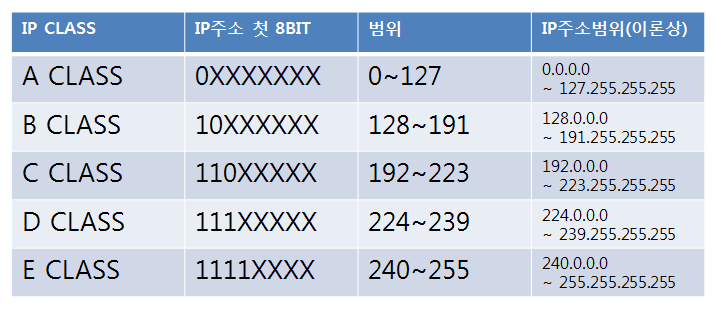 IP CLASS IP주소 첫 8BIT 범위 IP주소범위(이론상)
A CLASS 0XXXXXXX 0~127 0.0.0.0
~ 127.255.255.255
B CLASS 10XXXXXX 128~191 128.0.0.0
~ 191.255.255.255
C CLASS 110XXXXX 192~223 192.0.0.0
~ 223.255.255.255
D CLASS 111XXXXX 224~239 224.0.0.0
~ 239.255.255.255
E CLASS 1111XXXX 240~255 240.0.0.0
~ 255.255.255.255